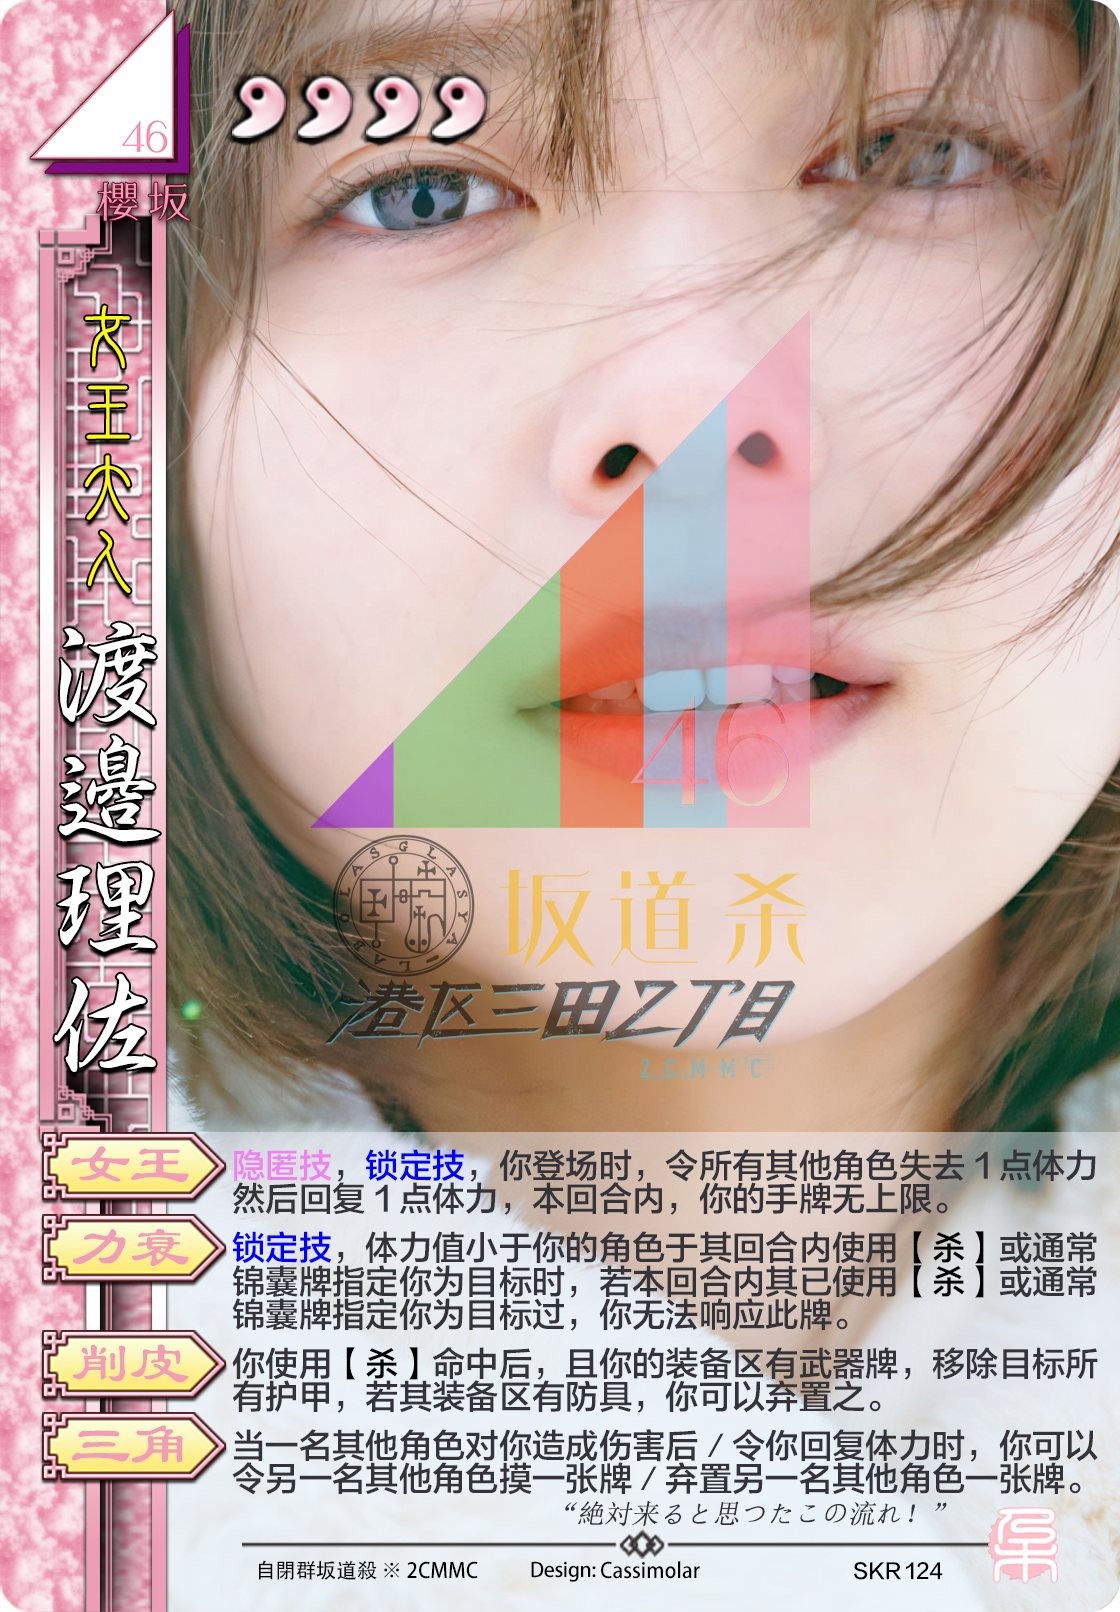 46
櫻坂
女王大人
渡邉理佐
46
GLASYA LABOLAS
坂道杀
港区三田2丁目
2CMMC
女王
隐匿技，锁定技，你登场时，令所有其他角色失去1点体力
然后回复1点体力，本回合内，你的手牌无上限。
力衰
锁定技，体力值小于你的角色于其回合内使用【杀】或通常
锦囊牌指定你为目标时，若本回合内其已使用【杀】或通常
锦囊牌指定你为目标过，你无法响应此牌。
削皮
你使用【杀】命中后，且你的装备区有武器牌，移除目标所
有护甲，若其装备区有防具，你可以弃置之。
三角
当一名其他角色对你造成伤害后/令你回复体力时，你可以
令另一名其他角色摸一张牌/弃置另一名其他角色一张牌。
“絶対来ると思つたこの流れ！”
自閉群坂道殺 ※ 2CMMC Design: Cassimolar SKR124